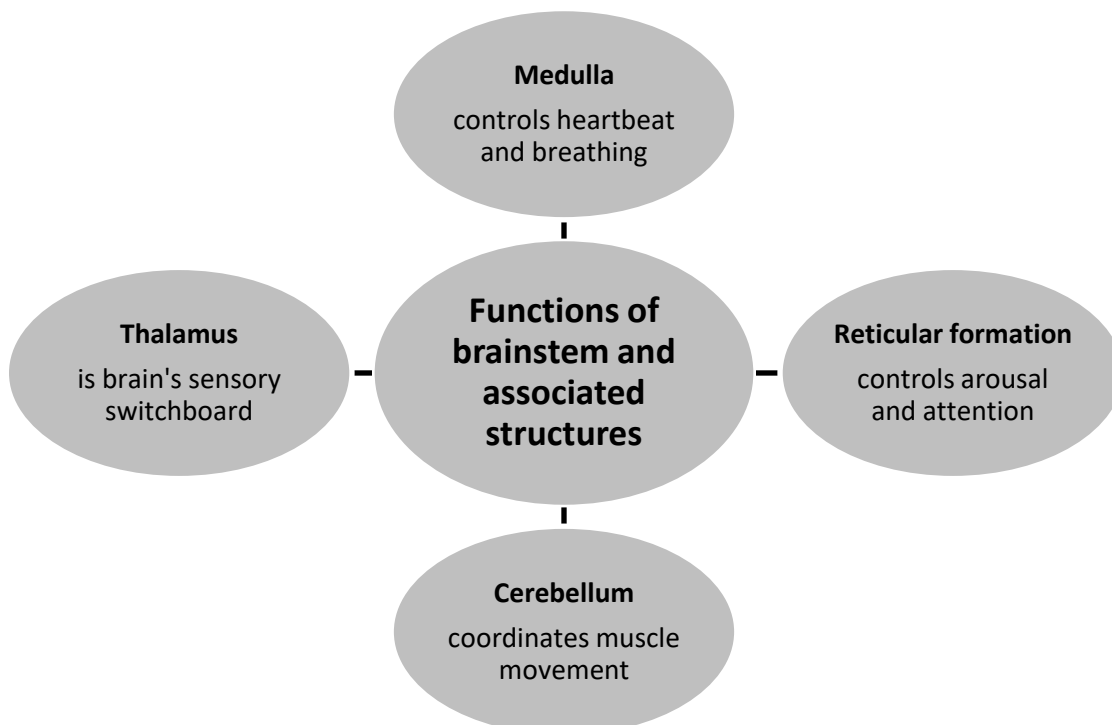 Medulla
controls heartbeat
and breathing
Thalamus
is brain's sensory
switchboard
Functions of
brainstem and
associated
structures
Reticular formation
controls arousal
and attention
Cerebellum
coordinates muscle
movement